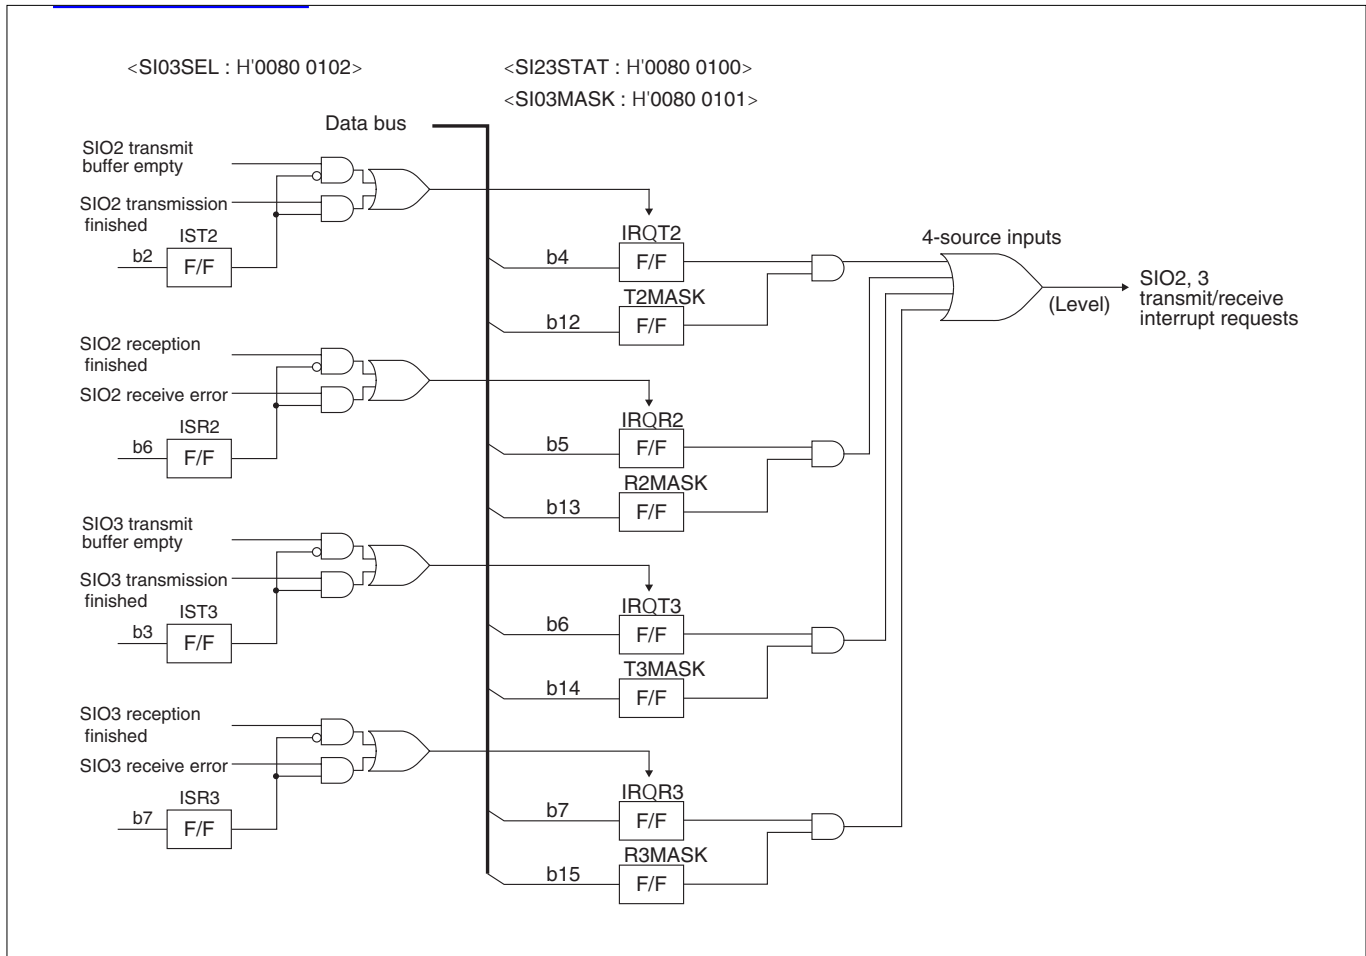 <SI03SEL : H'0080 0102>
<SI23STAT : H'0080 0100>
<SI03MASK : H'0080 0101>
Data bus
SIO2 transmit
buffer empty
SIO2 transmission
finished
IST2
b2
F/F
IRQT2
b4
F/F
T2MASK
b12
F/F
4-source inputs
(Level)
SIO2, 3
transmit/receive
interrupt requests
SIO2 reception
finished
SIO2 receive error
ISR2
b6
F/F
IRQR2
b5
F/F
R2MASK
b13
F/F
SIO3 transmit
buffer empty
SIO3 transmission
finished
IST3
b3
F/F
IRQT3
b6
F/F
T3MASK
b14
F/F
SIO3 reception
finished
SIO3 receive error
ISR3
b7
F/F
IRQR3
b7
F/F
R3MASK
b15
F/F